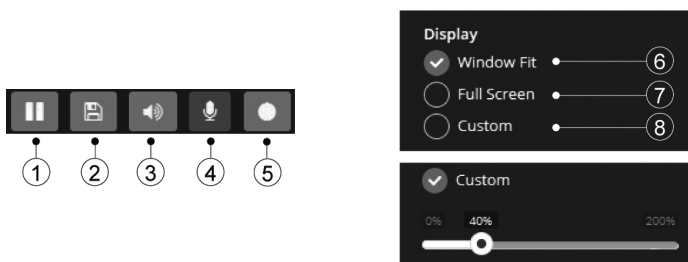 1 2 3 4 5
Display
Window Fit 6
Full Screen 7
Custom 8
Custom
0% 40% 200%